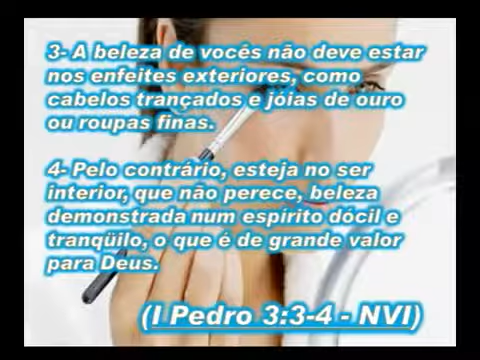 3- A beleza de vocês não deve estar
nos enfeites exteriores, como
cabelos trançados e jóias de ouro
ou roupas finas.
4- Pelo contrário, esteja no ser
interior, que não perece, beleza
demonstrada num espírito dócil e
tranqüilo, o que é de grande valor
para Deus.
(I Pedro 3:3-4 - NVI)